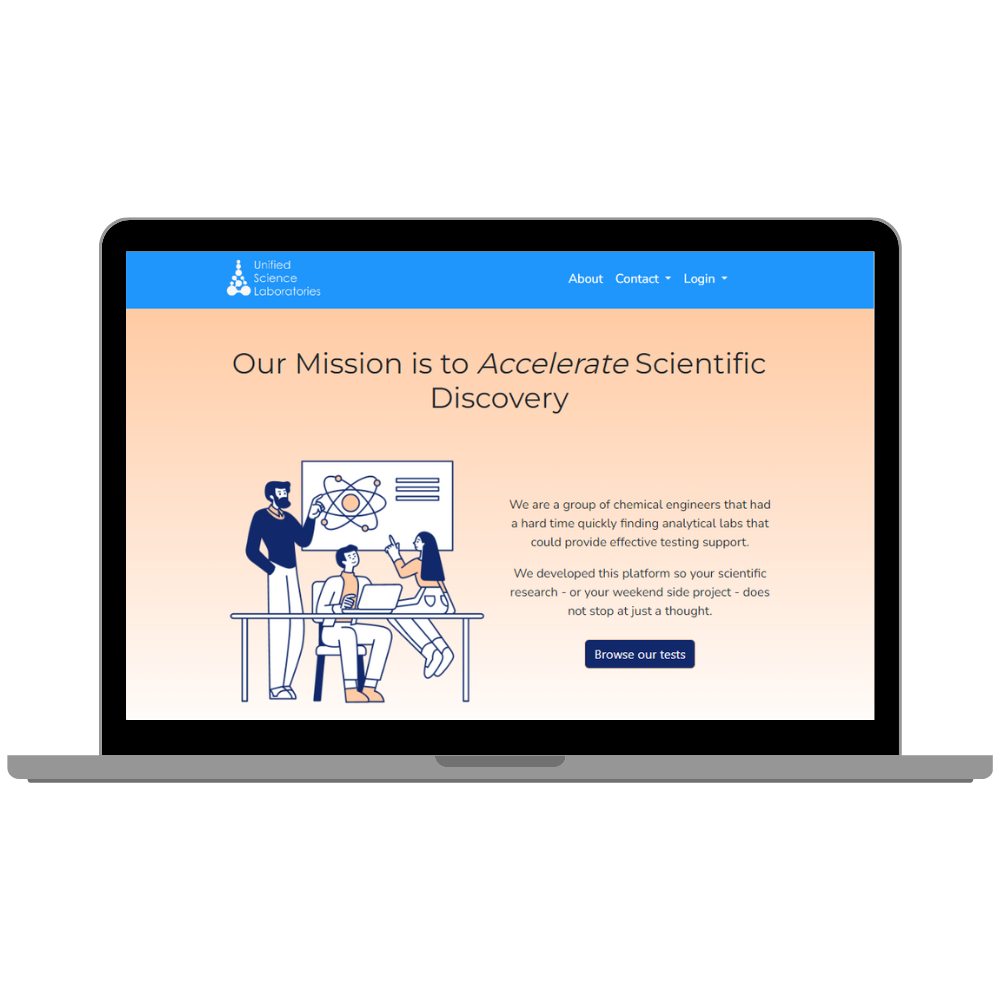 Unified
Science
Laboratories
About Contact Login
Our Mission is to Accelerate Scientific
Discovery
We are a group of chemical engineers that had
a hard time quickly finding analytical labs that
could provide effective testing support.
We developed this platform so your scientific
research - or your weekend side project - does
not stop at just a thought.
Browse our tests